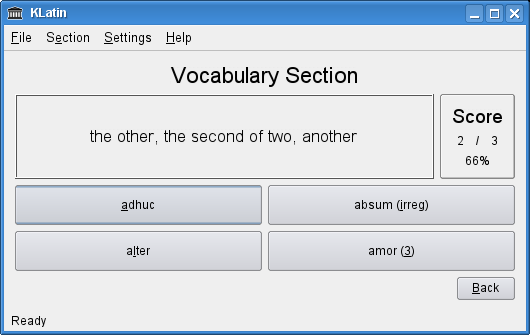 KLatin
File Section Settings Help
Vocabulary Section
the other, the second of two, another
Score
2 / 3
66%
adhuc
absum (irreg)
alter
amor (3)
Back
Ready